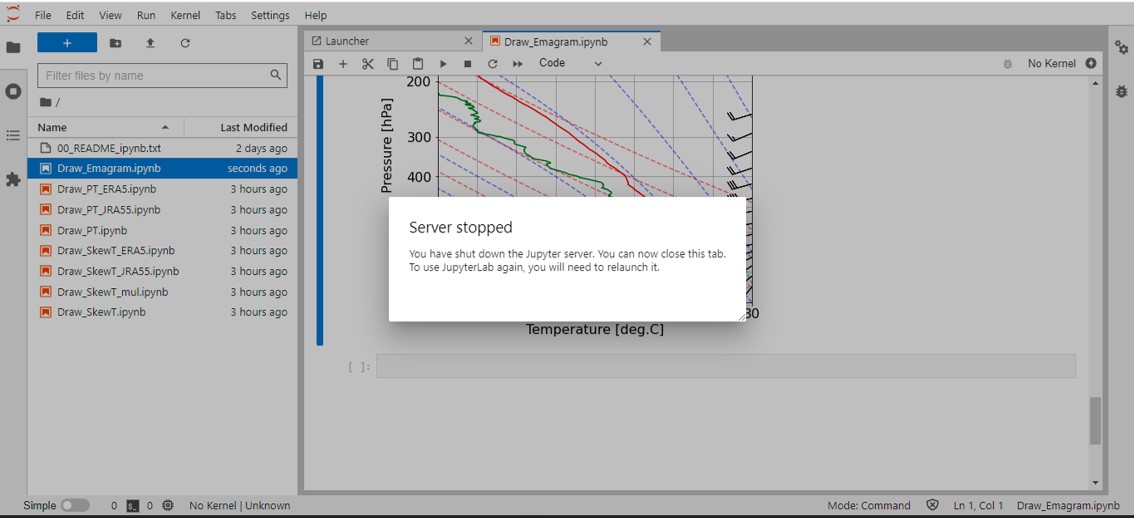 File Edit View Run Kernel Tabs Settings Help
+
Filter files by name
/
Name Last Modified
00_README_ipynb.txt 2 days ago
Draw_Emagram.ipynb seconds ago
Draw_PT_ERA5.ipynb 3 hours ago
Draw_PT_JRA55.ipynb 3 hours ago
Draw_PT.ipynb 3 hours ago
Draw_SkewT_ERA5.ipynb 3 hours ago
Draw_SkewT_JRA55.ipynb 3 hours ago
Draw_SkewT_mul.ipynb 3 hours ago
Draw_SkewT.ipynb 3 hours ago
Launcher
Draw_Emagram.ipynb
Code
No Kernel
Pressure [hPa]
200
300
400
Server stopped
You have shut down the Jupyter server. You can now close this tab.
To use JupyterLab again, you will need to relaunch it.
30
Temperature [deg.C]
[ ]:
Simple 0 $_ 0 No Kernel | Unknown Mode: Command Ln 1, Col 1 Draw_Emagram.ipynb